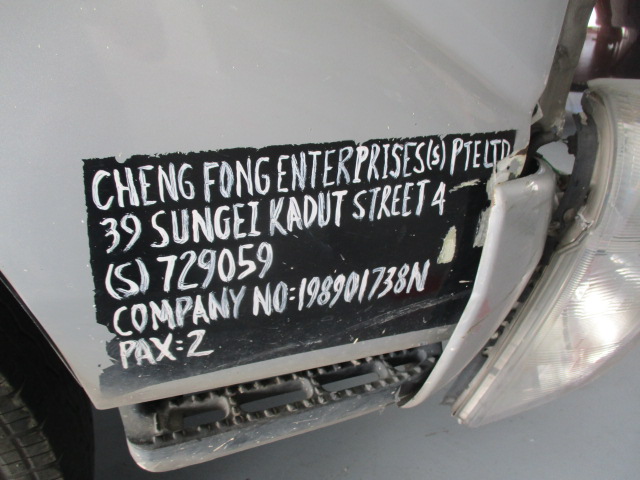 CHENG FONG ENTERPRISES(S) PTE LTD
39 SUNGEI KADUT STREET 4
(S) 729059
COMPANY NO:198901738N
PAX:2